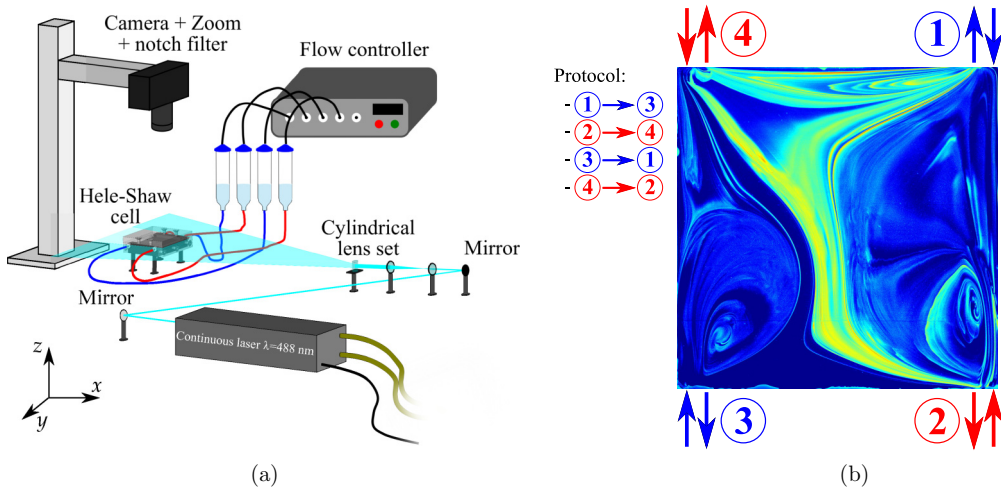 Camera + Zoom
+ notch filter
Flow controller
Hele-Shaw
cell
Cylindrical
lens set
Mirror
Mirror
Continuous laser λ=488 nm
z
x
y
(a)
4
1
Protocol:
- 1 → 3
- 2 → 4
- 3 → 1
- 4 → 2
3
2
(b)